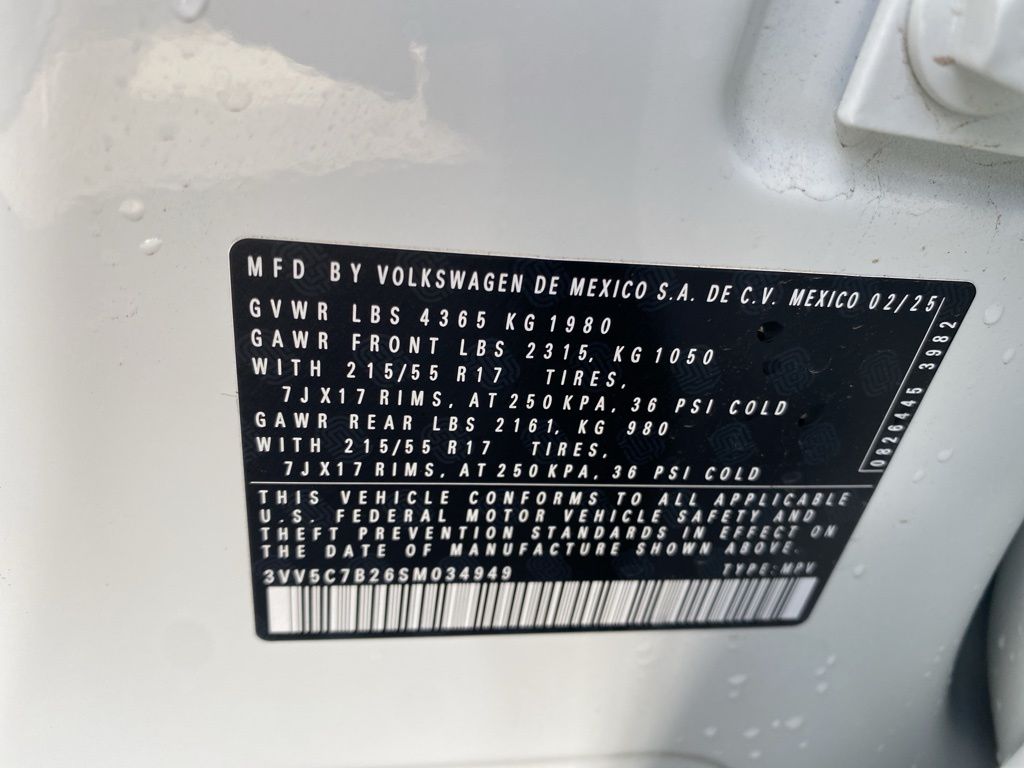 MFD BY VOLKSWAGEN DE MEXICO S.A. DE C.V. MEXICO 02/25
GVWR LBS 4365 KG 1980
GAWR FRONT LBS 2315, KG 1050
WITH 215/55 R17 TIRES,
7JX17 RIMS, AT 250 KPA, 36 PSI COLD
GAWR REAR LBS 2161, KG 980
WITH 215/55 R17 TIRES,
7JX17 RIMS, AT 250 KPA, 36 PSI COLD
0826445 3982
THIS VEHICLE CONFORMS TO ALL APPLICABLE
U.S. FEDERAL MOTOR VEHICLE SAFETY AND
THEFT PREVENTION STANDARDS IN EFFECT ON
THE DATE OF MANUFACTURE SHOWN ABOVE.
3VV5C7B26SM034949 TYPE: MPV